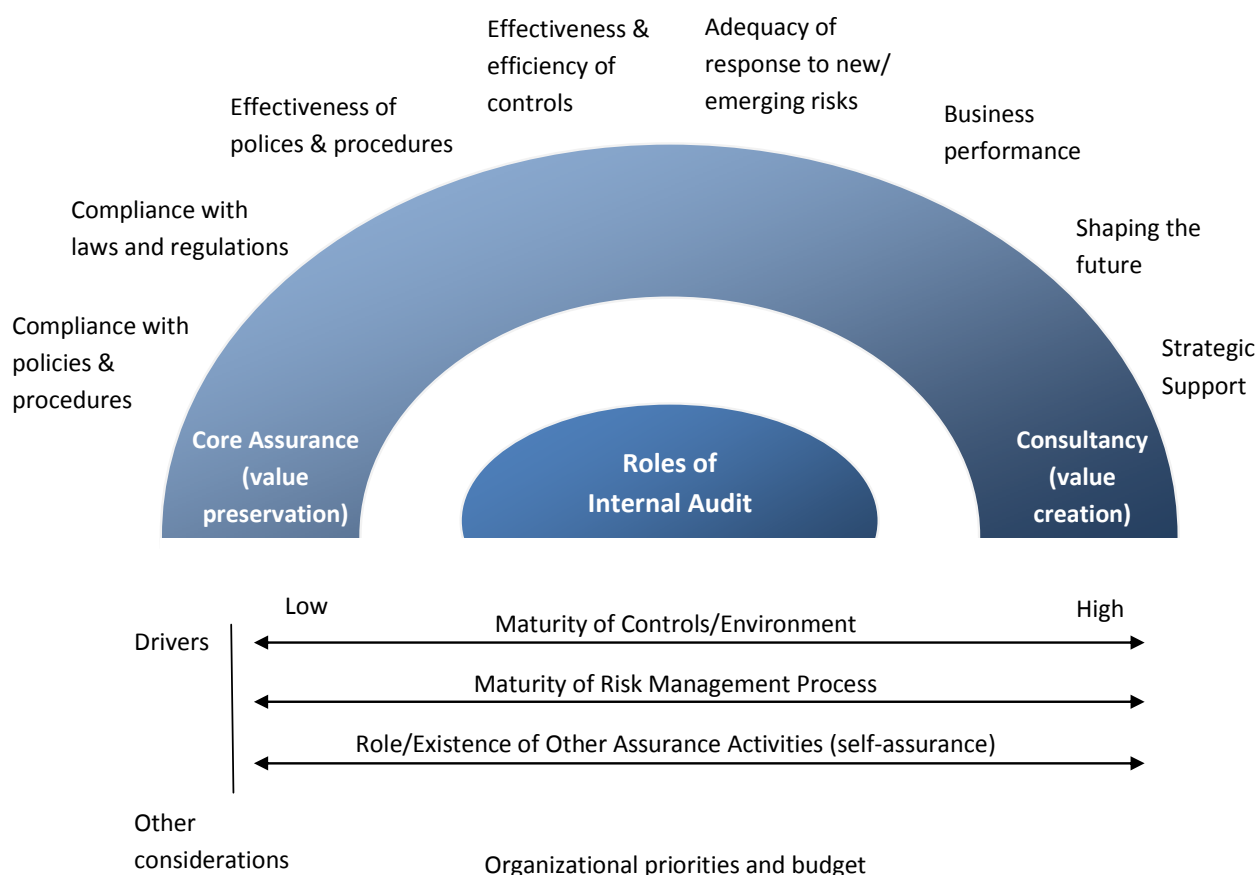 Effectiveness &
efficiency of
controls
Adequacy of
response to new/
emerging risks
Effectiveness of
polices & procedures
Business
performance
Compliance with
laws and regulations
Shaping the
future
Compliance with
policies &
procedures
Strategic
Support
Core Assurance
(value
preservation)
Roles of
Internal Audit
Consultancy
(value
creation)
Low
High
Drivers
Maturity of Controls/Environment
Maturity of Risk Management Process
Role/Existence of Other Assurance Activities (self-assurance)
Other
considerations
Organizational priorities and budget